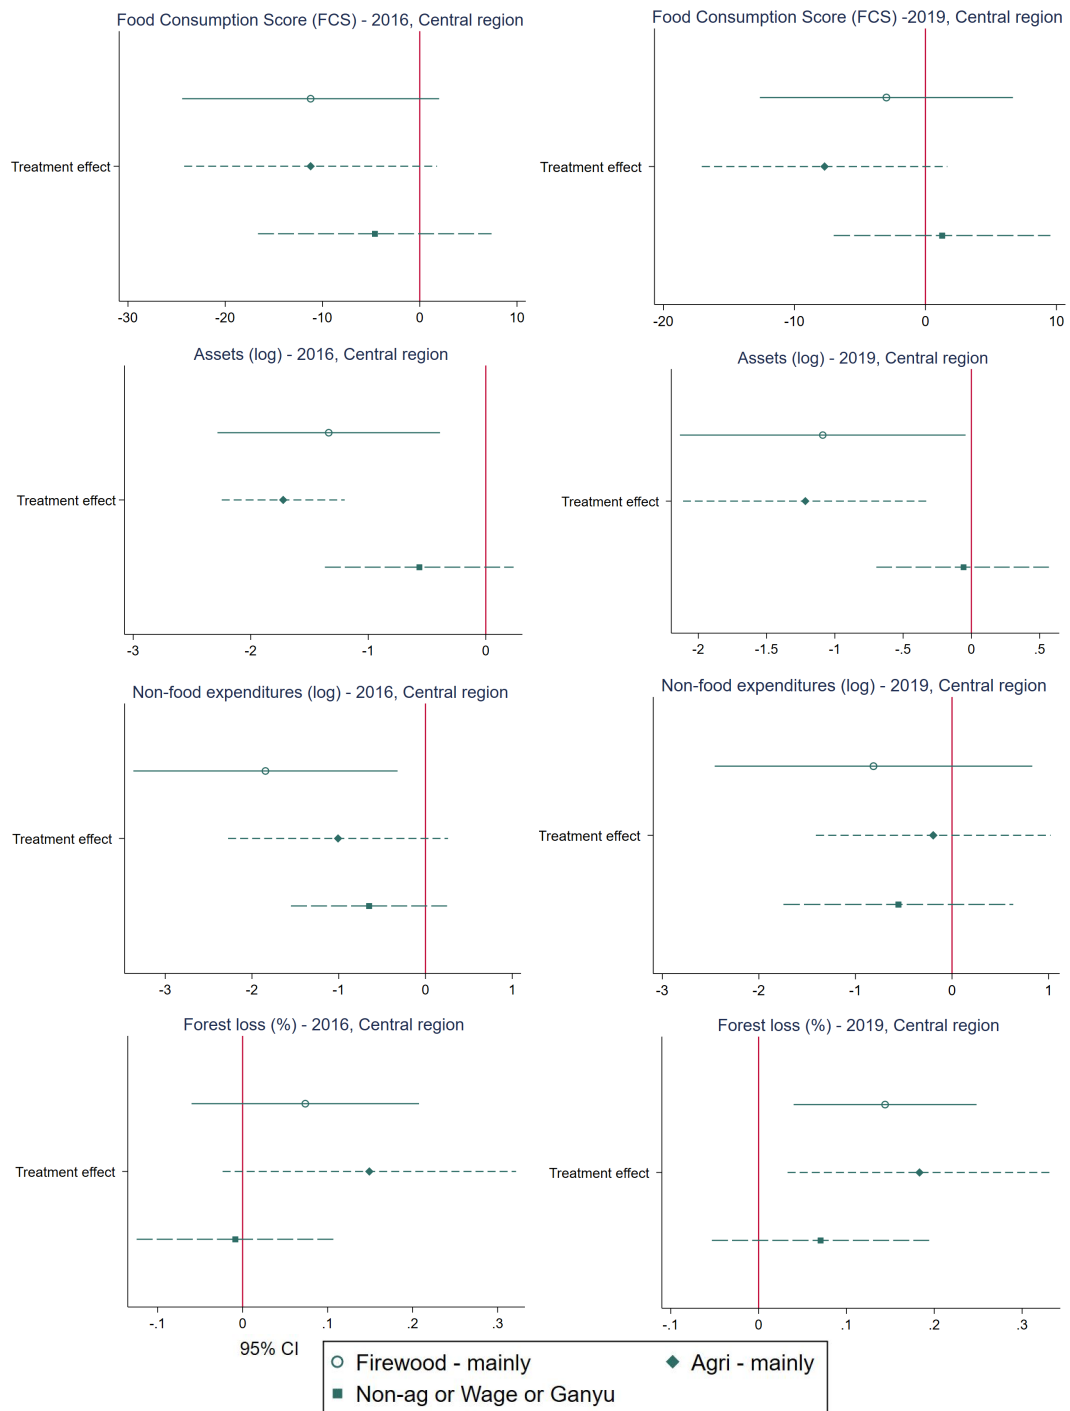 Food Consumption Score (FCS) - 2016, Central region
Treatment effect
-30 -20 -10 0 10
Food Consumption Score (FCS) -2019, Central region
Treatment effect
-20 -10 0 10
Assets (log) - 2016, Central region
Treatment effect
-3 -2 -1 0
Assets (log) - 2019, Central region
Treatment effect
-2 -1.5 -1 -.5 0 .5
Non-food expenditures (log) - 2016, Central region
Treatment effect
-3 -2 -1 0 1
Non-food expenditures (log) - 2019, Central region
Treatment effect
-3 -2 -1 0 1
Forest loss (%) - 2016, Central region
Treatment effect
-.1 0 .1 .2 .3
Forest loss (%) - 2019, Central region
Treatment effect
-.1 0 .1 .2 .3
95% CI
Firewood - mainly
Agri - mainly
Non-ag or Wage or Ganyu